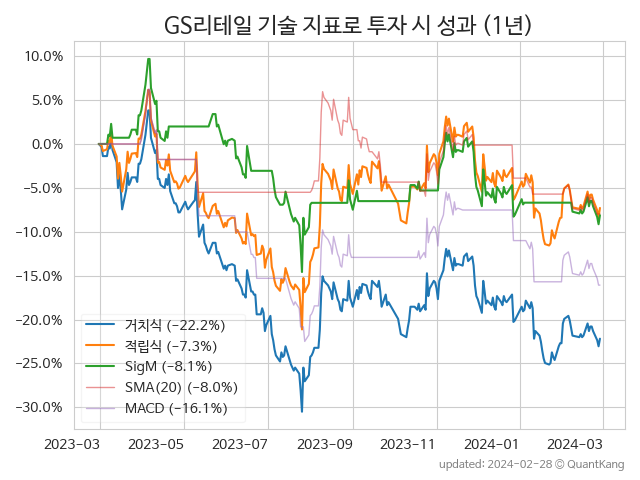 GS리테일 기술 지표로 투자 시 성과 (1년)
10.0%
5.0%
0.0%
−5.0%
−10.0%
−15.0%
−20.0%
−25.0%
−30.0%
거치식 (−22.2%)
적립식 (−7.3%)
SigM (−8.1%)
SMA(20) (−8.0%)
MACD (−16.1%)
2023-03 2023-05 2023-07 2023-09 2023-11 2024-01 2024-03
updated: 2024-02-28 © QuantKang